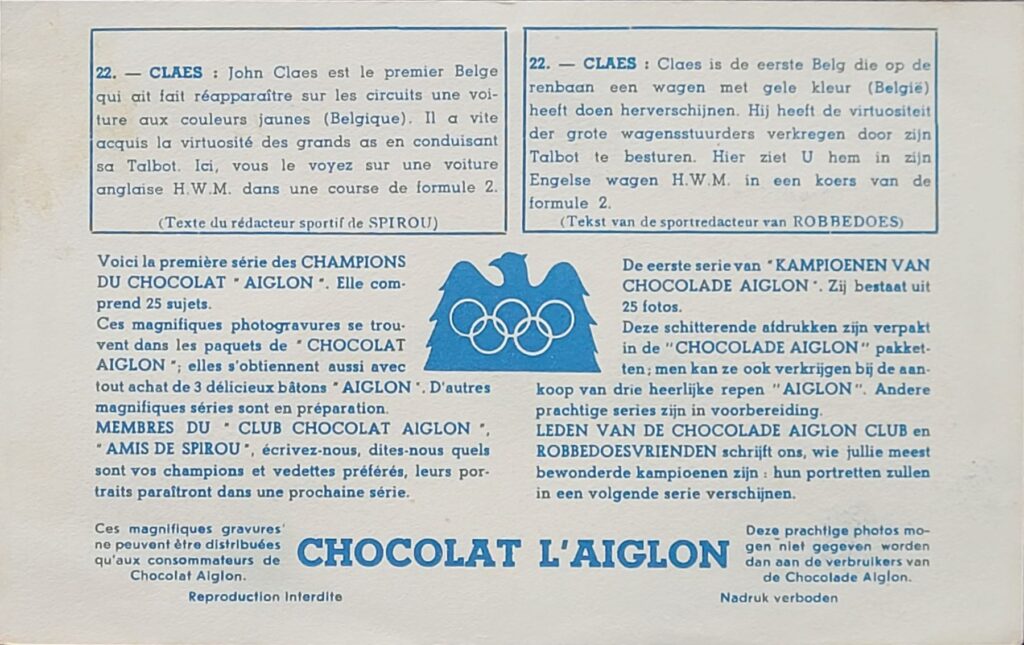 22. — CLAES : John Claes est le premier Belge
qui ait fait réapparaître sur les circuits une voi-
ture aux couleurs jaunes (Belgique). Il a vite
acquis la virtuosité des grands as en conduisant
sa Talbot. Ici, vous le voyez sur une voiture
anglaise H.W.M. dans une course de formule 2.
(Texte du rédacteur sportif de SPIROU)
22. — CLAES : Claes is de eerste Belg die op de
renbaan een wagen met gele kleur (België)
heeft doen herverschijnen. Hij heeft de virtuositeit
der grote wagensstuurders verkregen door zijn
Talbot te besturen. Hier ziet U hem in zijn
Engelse wagen H.W.M. in een koers van de
formule 2.
(Tekst van de sportredacteur van ROBBEDOES)
Voici la première série des CHAMPIONS
DU CHOCOLAT " AIGLON ". Elle com-
prend 25 sujets.
Ces magnifiques photogravures se trou-
vent dans les paquets de " CHOCOLAT
AIGLON "; elles s'obtiennent aussi avec
tout achat de 3 délicieux bâtons " AIGLON ". D'autres
magnifiques séries sont en préparation.
MEMBRES DU " CLUB CHOCOLAT AIGLON ",
" AMIS DE SPIROU ", écrivez-nous, dites-nous quels
sont vos champions et vedettes préférés, leurs por-
traits paraîtront dans une prochaine série.
De eerste serie van " KAMPIOENEN VAN
CHOCOLADE AIGLON ". Zij bestaat uit
25 fotos.
Deze schitterende afdrukken zijn verpakt
in de "CHOCOLADE AIGLON" pakket-
ten; men kan ze ook verkrijgen bij de aan-
koop van drie heerlijke repen "AIGLON". Andere
prachtige series zijn in voorbereiding.
LEDEN VAN DE CHOCOLADE AIGLON CLUB en
ROBBEDOESVRIENDEN schrijft ons, wie jullie meest
bewonderde kampioenen zijn : hun portretten zullen
in een volgende serie verschijnen.
Ces magnifiques gravures
ne peuvent être distribuées
qu'aux consommateurs de
Chocolat Aiglon.
Reproduction interdite
CHOCOLAT L'AIGLON
Deze prachtige photos mo-
gen niet gegeven worden
dan aan de verbruikers van
de Chocolade Aiglon.
Nadruk verboden